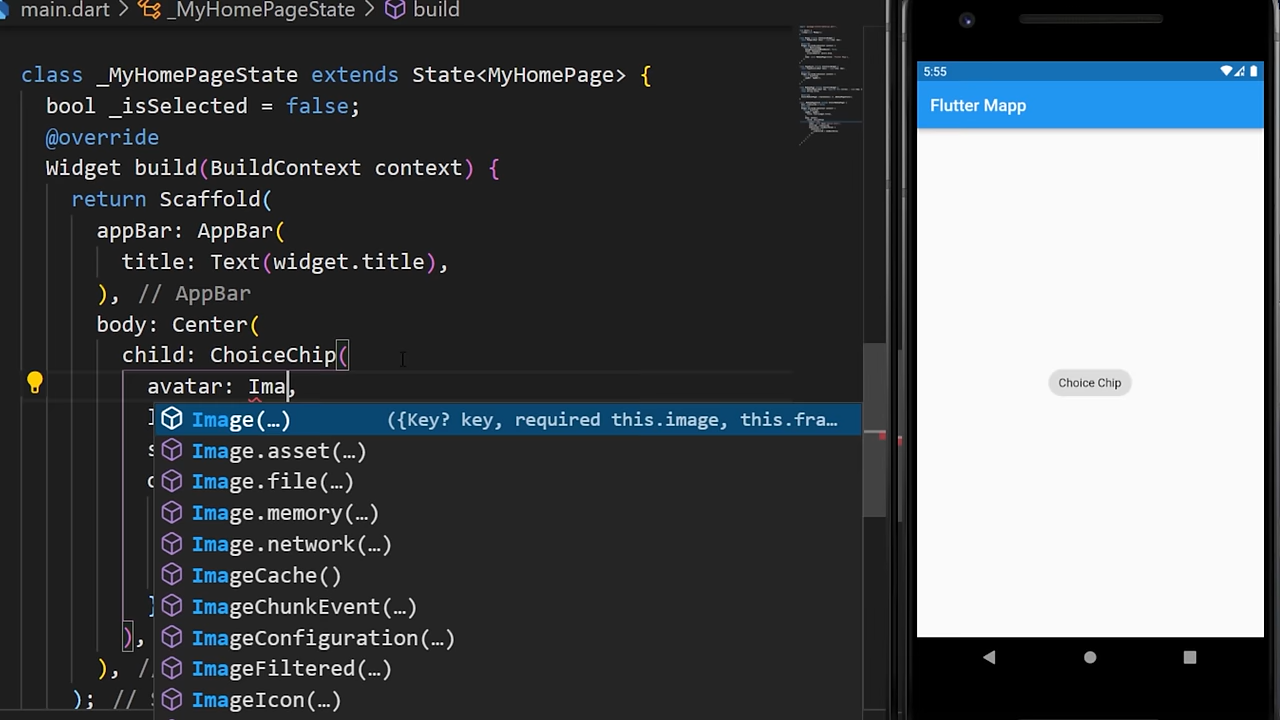 main.dart > _MyHomePageState > build
class _MyHomePageState extends State<MyHomePage> {
bool _isSelected = false;
@override
Widget build(BuildContext context) {
return Scaffold(
appBar: AppBar(
title: Text(widget.title),
), // AppBar
body: Center(
child: ChoiceChip(
avatar: Ima,
Image(…) ({Key? key, required this.image, this.fra…
Image.asset(…)
Image.file(…)
Image.memory(…)
Image.network(…)
ImageCache()
ImageChunkEvent(…)
ImageConfiguration(…)
),
ImageFiltered(…)
), //
ImageIcon(…)
); //
5:55
Flutter Mapp
Choice Chip